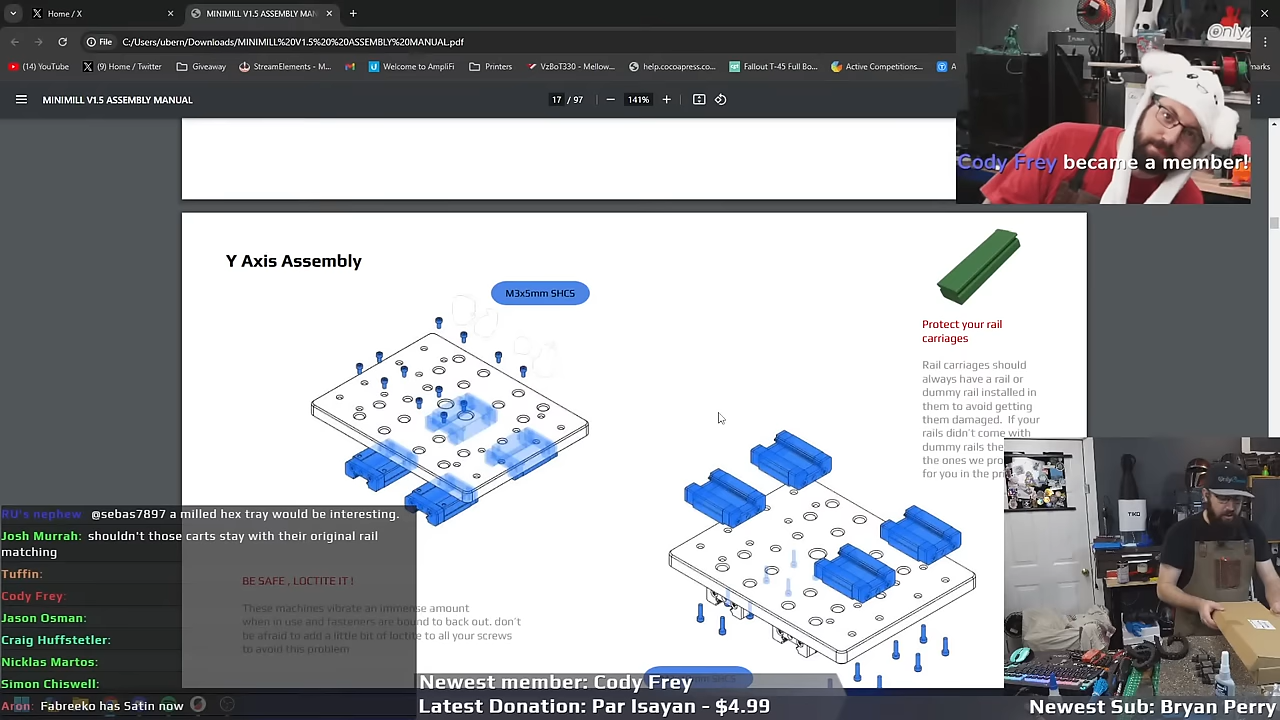 Home / X
MINIMILL V1.5 ASSEMBLY MAN
File
C:/Users/ubern/Downloads/MINIMILL%20V1.5%20%20ASSEMBLY%20MANUAL.pdf
(14) YouTube
(9) Home / Twitter
Giveaway
StreamElements - M...
Welcome to AmpliFi
Printers
VzBoT330 - Mellow...
help.cocoapress.co...
Fallout T-45 Full Bo...
Active Competitions...
MINIMILL V1.5 ASSEMBLY MANUAL
17 / 97
141%
Cody Frey became a member!
Y Axis Assembly
M3x5mm SHCS
Protect your rail
carriages
Rail carriages should
always have a rail or
dummy rail installed in
them to avoid getting
them damaged. If your
rails didn't come with
dummy rails the
the ones we pro
for you in the pr
RU's nephew @sebas7897 a milled hex tray would be interesting.
Josh Murrah: shouldn't those carts stay with their original rail
matching
Tuffin:
Cody Frey:
Jason Osman:
Craig Huffstetler:
Nicklas Martos:
Simon Chiswell:
Aron: Fabreeko has Satin now
BE SAFE , LOCTITE IT !
These machines vibrate an immense amount
when in use and fasteners are bound to back out. don't
be afraid to add a little bit of loctite to all your screws
to avoid this problem
Newest member: Cody Frey
Latest Donation: Par Isayan - $4.99
Newest Sub: Bryan Perry